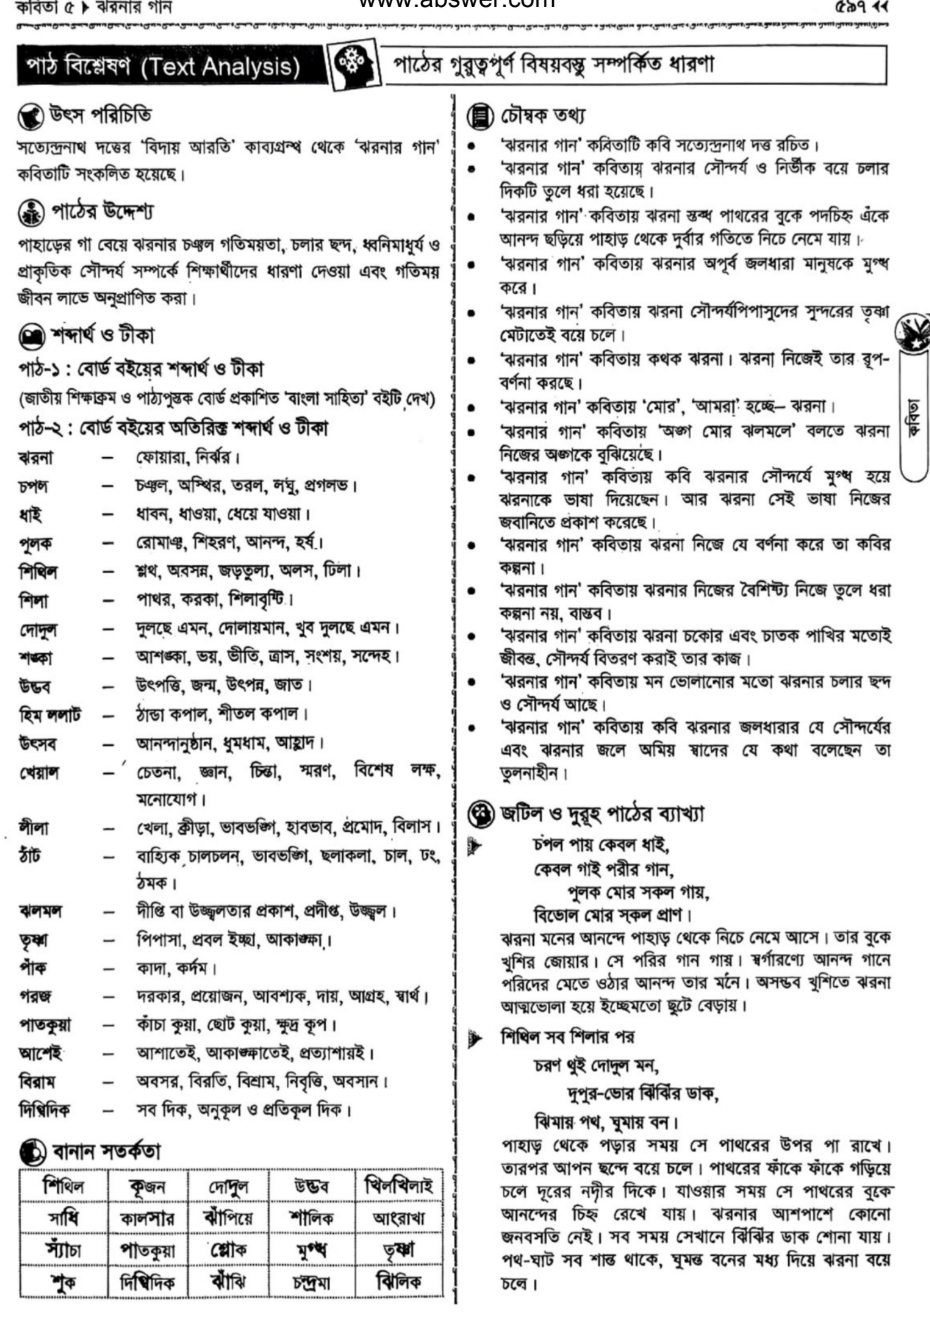 কবিতা ৫ ▶ ঝরনার গান
www.abswer.com
৫৯৭ ◀◀
পাঠ বিশ্লেষণ (Text Analysis)
পাঠের গুরুত্বপূর্ণ বিষয়বস্তু সম্পর্কিত ধারণা
উৎস পরিচিতি
সত্যেন্দ্রনাথ দত্তের ‘বিদায় আরতি’ কাব্যগ্রন্থ থেকে ‘ঝরনার গান’
কবিতাটি সংকলিত হয়েছে।
পাঠের উদ্দেশ্য
পাহাড়ের গা বেয়ে ঝরনার চঞ্চল গতিময়তা, চলার ছন্দ, ধ্বনিমাধুর্য ও
প্রাকৃতিক সৌন্দর্য সম্পর্কে শিক্ষার্থীদের ধারণা দেওয়া এবং গতিময়
জীবন লাভে অনুপ্রাণিত করা।
শব্দার্থ ও টীকা
পাঠ-১ : বোর্ড বইয়ের শব্দার্থ ও টীকা
(জাতীয় শিক্ষাক্রম ও পাঠ্যপুস্তক বোর্ড প্রকাশিত ‘বাংলা সাহিত্য’ বইটি দেখ)
পাঠ-২ : বোর্ড বইয়ের অতিরিক্ত শব্দার্থ ও টীকা
ঝরনা – ফোয়ারা, নির্ঝর।
চপল – চঞ্চল, অস্থির, তরল, লঘু, প্রগলভ।
ধাই – ধাবন, ধাওয়া, ধেয়ে যাওয়া।
পুলক – রোমাঞ্চ, শিহরণ, আনন্দ, হর্ষ।
শিথিল – শ্লথ, অবসন্ন, জড়তুল্য, অলস, ঢিলা।
শিলা – পাথর, করকা, শিলাবৃষ্টি।
দোদুল – দুলছে এমন, দোলায়মান, খুব দুলছে এমন।
শঙ্কা – আশঙ্কা, ভয়, ভীতি, ত্রাস, সংশয়, সন্দেহ।
উদ্ভব – উৎপত্তি, জন্ম, উৎপন্ন, জাত।
হিম ললাট – ঠান্ডা কপাল, শীতল কপাল।
উৎসব – আনন্দানুষ্ঠান, ধুমধাম, আহ্লাদ।
খেয়াল – চেতনা, জ্ঞান, চিন্তা, স্মরণ, বিশেষ লক্ষ,
মনোযোগ।
লীলা – খেলা, ক্রীড়া, ভাবভঙ্গি, হাবভাব, প্রমোদ, বিলাস।
ঠাঁট – বাহ্যিক চালচলন, ভাবভঙ্গি, ছলাকলা, চাল, ঢং,
ঠমক।
ঝলমল – দীপ্তি বা উজ্জ্বলতার প্রকাশ, প্রদীপ্ত, উজ্জ্বল।
তৃষ্ণা – পিপাসা, প্রবল ইচ্ছা, আকাঙ্ক্ষা।
পাঁক – কাদা, কর্দম।
গরজ – দরকার, প্রয়োজন, আবশ্যক, দায়, আগ্রহ, স্বার্থ।
পাতকুয়া – কাঁচা কুয়া, ছোট কুয়া, ক্ষুদ্র কূপ।
আশেই – আশাতেই, আকাঙ্ক্ষাতেই, প্রত্যাশায়ই।
বিরাম – অবসর, বিরতি, বিশ্রাম, নিবৃত্তি, অবসান।
দিগ্বিদিক – সব দিক, অনুকূল ও প্রতিকূল দিক।
বানান সতর্কতা
শিথিল কূজন দোদুল উদ্ভব খিলখিলাই
সাধি কালসার ঝাঁপিয়ে শালিক আংরাখা
স্যাঁচা পাতকুয়া শ্লোক মুগ্ধ তৃষ্ণা
শুক দিগ্বিদিক ঝাঁঝি চন্দ্রমা ঝিলিক
চৌম্বক তথ্য
• ‘ঝরনার গান’ কবিতাটি কবি সত্যেন্দ্রনাথ দত্ত রচিত।
• ‘ঝরনার গান’ কবিতায় ঝরনার সৌন্দর্য ও নির্ভীক বয়ে চলার
দিকটি তুলে ধরা হয়েছে।
• ‘ঝরনার গান’ কবিতায় ঝরনা স্তব্ধ পাথরের বুকে পদচিহ্ন এঁকে
আনন্দ ছড়িয়ে পাহাড় থেকে দুর্বার গতিতে নিচে নেমে যায়।
• ‘ঝরনার গান’ কবিতায় ঝরনার অপূর্ব জলধারা মানুষকে মুগ্ধ
করে।
• ‘ঝরনার গান’ কবিতায় ঝরনা সৌন্দর্যপিপাসুদের সুন্দরের তৃষ্ণা
মেটাতেই বয়ে চলে।
• ‘ঝরনার গান’ কবিতায় কথক ঝরনা। ঝরনা নিজেই তার রূপ-
বর্ণনা করছে।
• ‘ঝরনার গান’ কবিতায় ‘মোর’, ‘আমরা’ হচ্ছে– ঝরনা।
• ‘ঝরনার গান’ কবিতায় ‘অঙ্গ মোর ঝলমলে’ বলতে ঝরনা
নিজের অঙ্গকে বুঝিয়েছে।
• ‘ঝরনার গান’ কবিতায় কবি ঝরনার সৌন্দর্যে মুগ্ধ হয়ে
ঝরনাকে ভাষা দিয়েছেন। আর ঝরনা সেই ভাষা নিজের
জবানিতে প্রকাশ করেছে।
• ‘ঝরনার গান’ কবিতায় ঝরনা নিজে যে বর্ণনা করে তা কবির
কল্পনা।
• ‘ঝরনার গান’ কবিতায় ঝরনার নিজের বৈশিষ্ট্য নিজে তুলে ধরা
কল্পনা নয়, বাস্তব।
• ‘ঝরনার গান’ কবিতায় ঝরনা চকোর এবং চাতক পাখির মতোই
জীবন্ত, সৌন্দর্য বিতরণ করাই তার কাজ।
• ‘ঝরনার গান’ কবিতায় মন ভোলানোর মতো ঝরনার চলার ছন্দ
ও সৌন্দর্য আছে।
• ‘ঝরনার গান’ কবিতায় কবি ঝরনার জলধারার যে সৌন্দর্যের
এবং ঝরনার জলে অমিয় স্বাদের যে কথা বলেছেন তা
তুলনাহীন।
জটিল ও দুরূহ পাঠের ব্যাখ্যা
চপল পায় কেবল ধাই,
কেবল গাই পরীর গান,
পুলক মোর সকল গায়,
বিভোল মোর সকল প্রাণ।
ঝরনা মনের আনন্দে পাহাড় থেকে নিচে নেমে আসে। তার বুকে
খুশির জোয়ার। সে পরির গান গায়। স্বর্গারণ্যে আনন্দ গানে
পরিদের মেতে ওঠার আনন্দ তার মনে। অসম্ভব খুশিতে ঝরনা
আত্মভোলা হয়ে ইচ্ছেমতো ছুটে বেড়ায়।
শিথিল সব শিলার পর
চরণ থুই দোদুল মন,
দুপুর-ভোর ঝিঁঝির ডাক,
ঝিমায় পথ, ঘুমায় বন।
পাহাড় থেকে পড়ার সময় সে পাথরের উপর পা রাখে।
তারপর আপন ছন্দে বয়ে চলে। পাথরের ফাঁকে ফাঁকে গড়িয়ে
চলে দূরের নদীর দিকে। যাওয়ার সময় সে পাথরের বুকে
আনন্দের চিহ্ন রেখে যায়। ঝরনার আশপাশে কোনো
জনবসতি নেই। সব সময় সেখানে ঝিঁঝির ডাক শোনা যায়।
পথ-ঘাট সব শান্ত থাকে, ঘুমন্ত বনের মধ্য দিয়ে ঝরনা বয়ে
চলে।
কবিতা